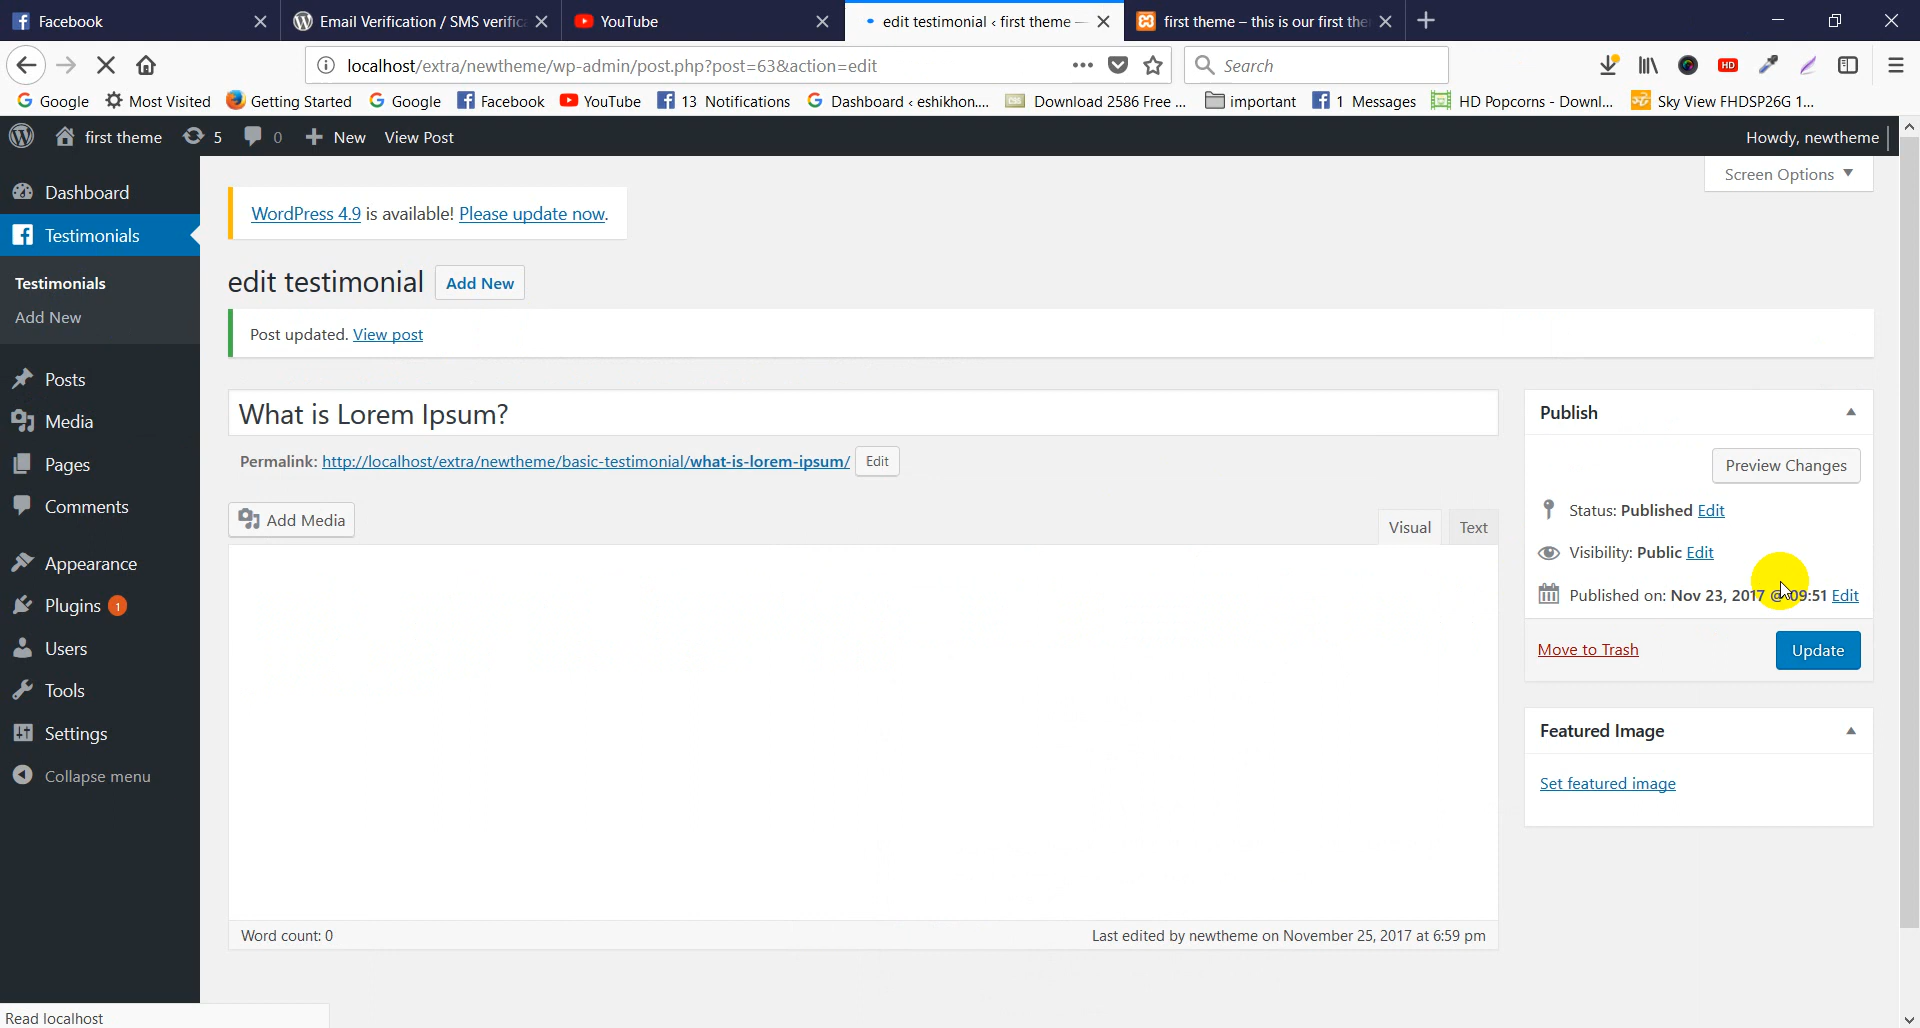 Facebook
Email Verification / SMS verific
YouTube
edit testimonial ‹ first theme —
first theme – this is our first the
localhost/extra/newtheme/wp-admin/post.php?post=63&action=edit
Search
HD
Google
Most Visited
Getting Started
Google
Facebook
YouTube
13 Notifications
Dashboard ‹ eshikhon....
Download 2586 Free ...
important
1 Messages
HD Popcorns - Downl...
Sky View FHDSP26G 1...
first theme
5
0
New
View Post
Howdy, newtheme
Screen Options
Dashboard
Testimonials
Testimonials
Add New
Posts
Media
Pages
Comments
Appearance
Plugins 1
Users
Tools
Settings
Collapse menu
WordPress 4.9 is available! Please update now.
edit testimonial Add New
Post updated. View post
What is Lorem Ipsum?
Permalink: http://localhost/extra/newtheme/basic-testimonial/what-is-lorem-ipsum/ Edit
Add Media
Visual
Text
Word count: 0
Last edited by newtheme on November 25, 2017 at 6:59 pm
Publish
Preview Changes
Status: Published Edit
Visibility: Public Edit
Published on: Nov 23, 2017 @ 09:51 Edit
Move to Trash
Update
Featured Image
Set featured image
Read localhost